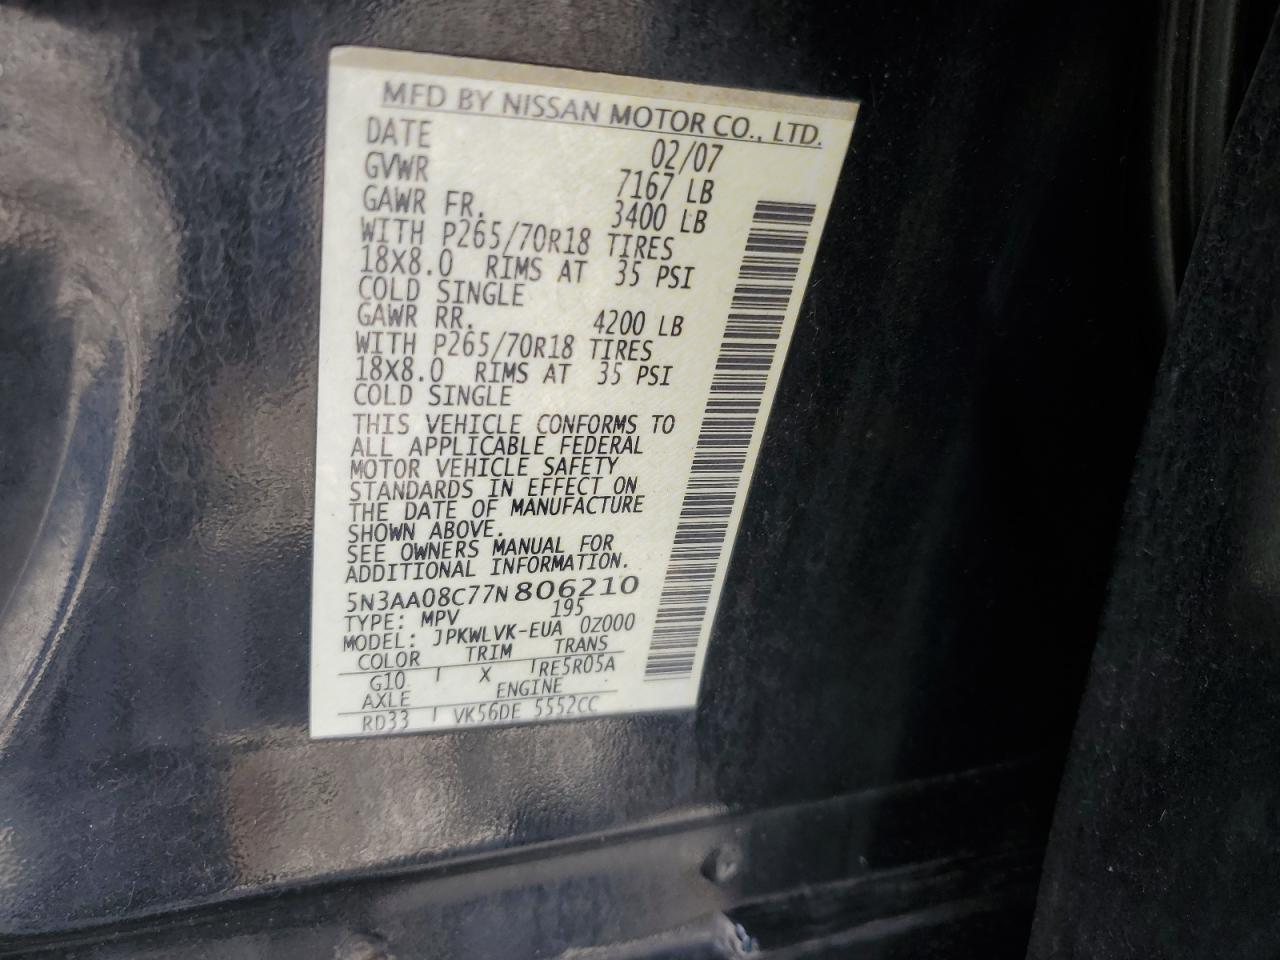 MFD BY NISSAN MOTOR CO., LTD.
DATE 02/07
GVWR 7167 LB
GAWR FR. 3400 LB
WITH P265/70R18 TIRES
18X8.0 RIMS AT 35 PSI
COLD SINGLE
GAWR RR. 4200 LB
WITH P265/70R18 TIRES
18X8.0 RIMS AT 35 PSI
COLD SINGLE
THIS VEHICLE CONFORMS TO
ALL APPLICABLE FEDERAL
MOTOR VEHICLE SAFETY
STANDARDS IN EFFECT ON
THE DATE OF MANUFACTURE
SHOWN ABOVE.
SEE OWNERS MANUAL FOR
ADDITIONAL INFORMATION.
5N3AA08C77N806210
TYPE: MPV 195
MODEL: JPKWLVK-EUA 0Z000
COLOR TRIM TRANS
G10 X RE5R05A
AXLE ENGINE
RD33 VK56DE 5552CC